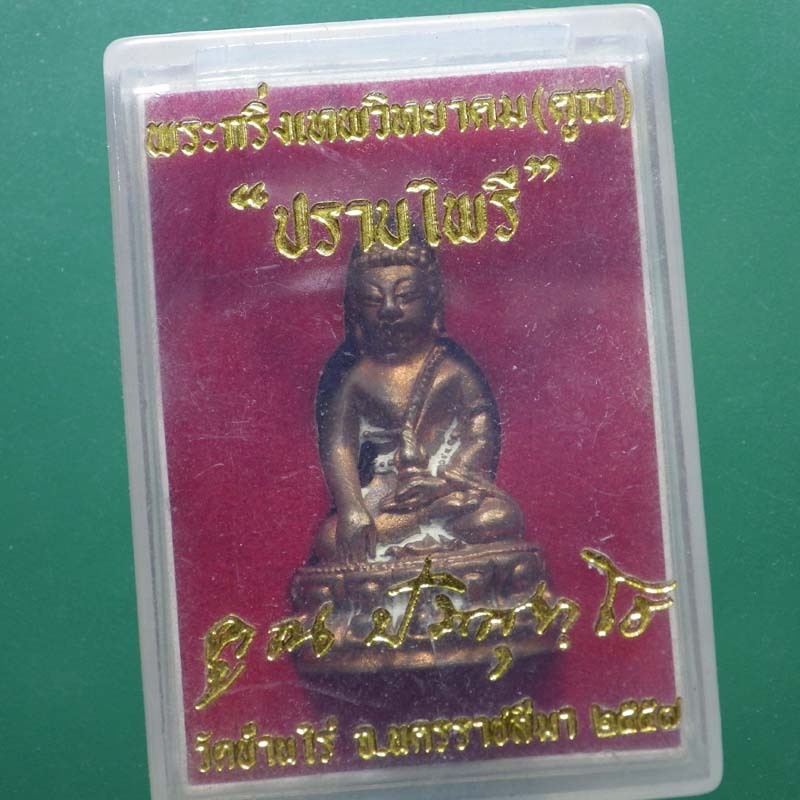 พระกริ่งเทพวิทยาคม(คูณ)
“ปราบไพรี”
คูณ ปริสุทฺโธ
วัดบ้านไร่ จ.นครราชสีมา ๒๕๕๗